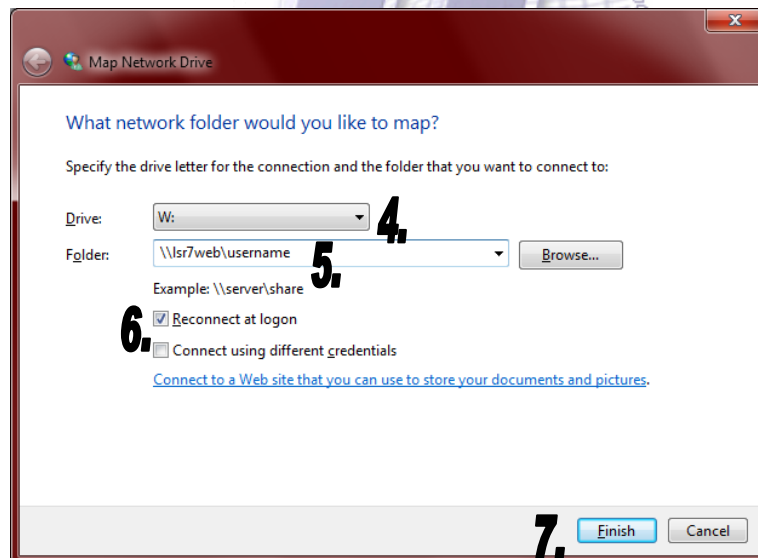 Map Network Drive
What network folder would you like to map?
Specify the drive letter for the connection and the folder that you want to connect to:
Drive: W: 4.
Folder: \\lsr7web\username 5. Browse...
Example: \\server\share
6. Reconnect at logon
Connect using different credentials
Connect to a Web site that you can use to store your documents and pictures.
7. Finish Cancel